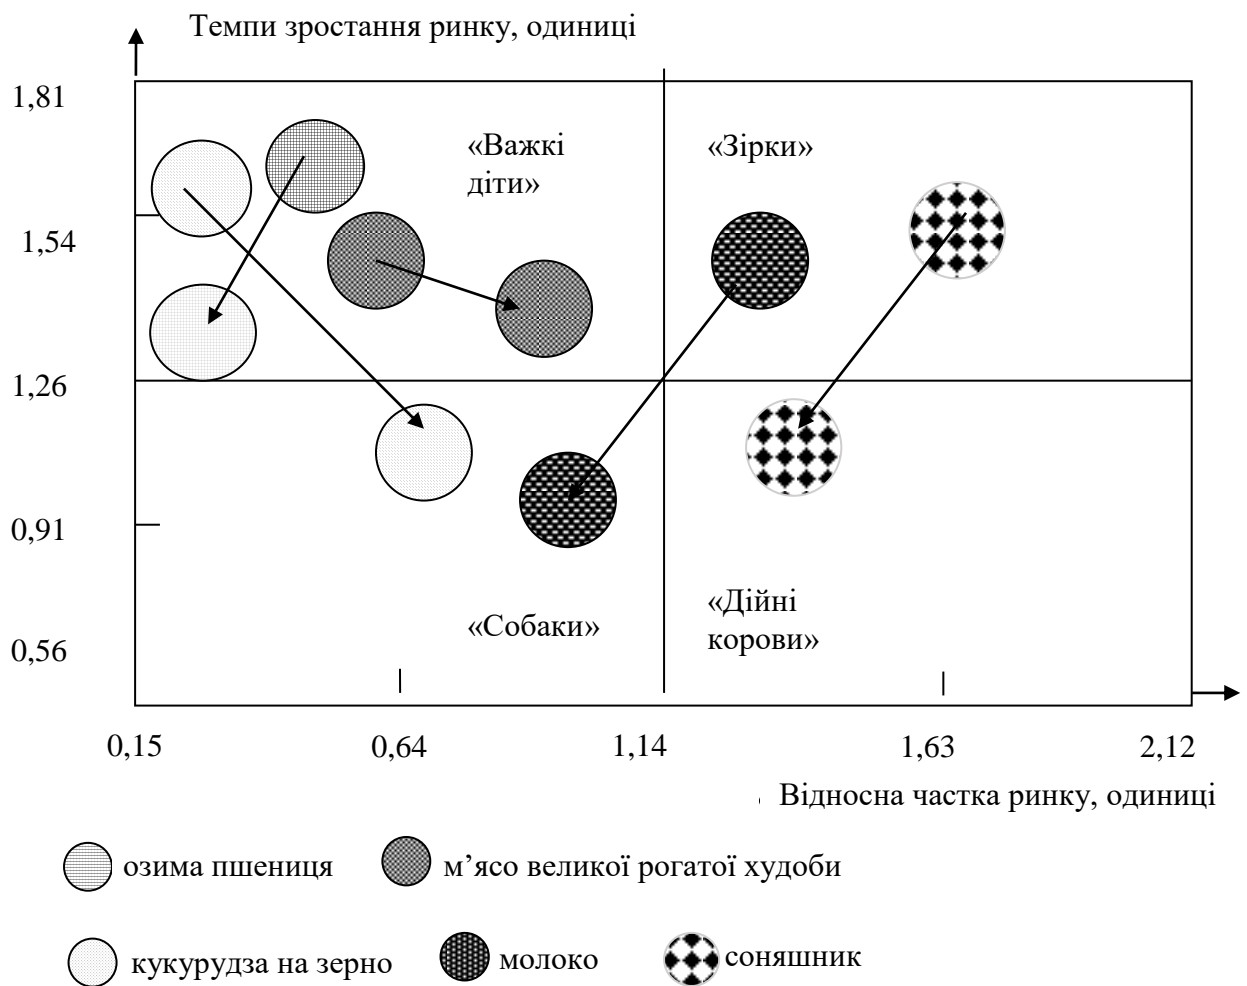 Темпи зростання ринку, одиниці
1,81
«Важкі
діти»
«Зірки»
1,54
1,26
0,91
«Дійні
корови»
«Собаки»
0,56
0,15
0,64
1,14
1,63
2,12
Відносна частка ринку, одиниці
озима пшениця
м’ясо великої рогатої худоби
кукурудза на зерно
молоко
соняшник